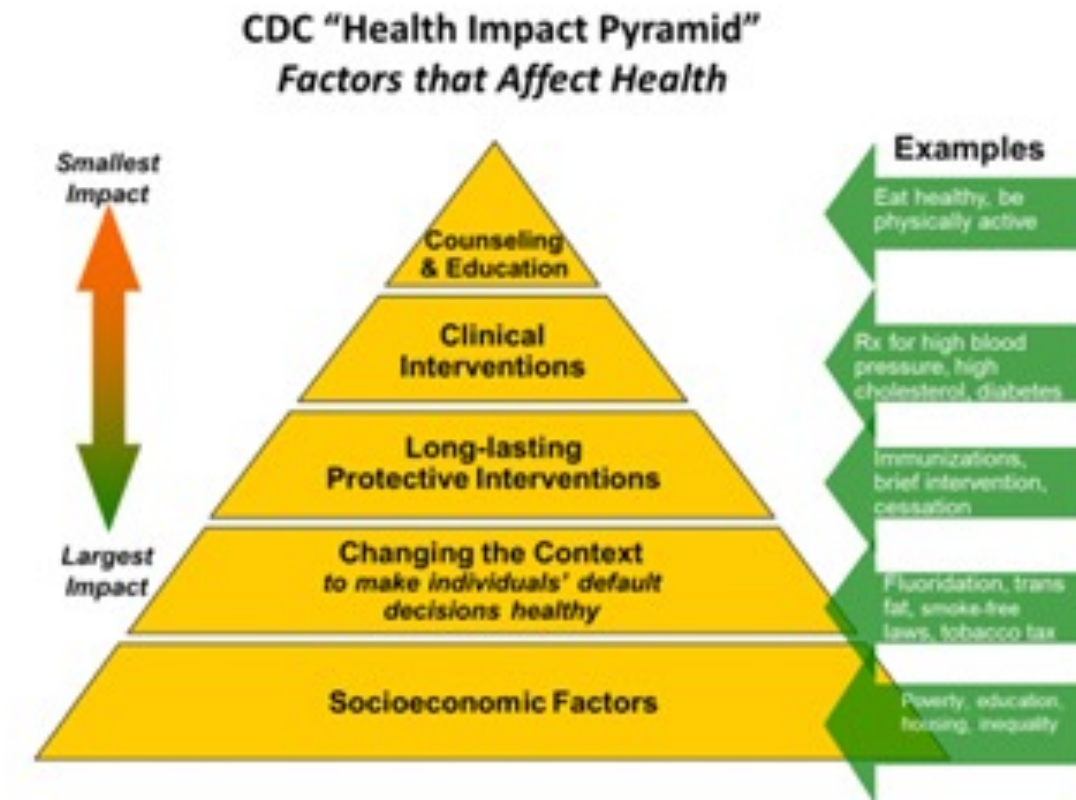 CDC “Health Impact Pyramid”
Factors that Affect Health
Smallest
Impact
Largest
Impact
Counseling
& Education
Clinical
Interventions
Long-lasting
Protective Interventions
Changing the Context
to make individuals’ default
decisions healthy
Socioeconomic Factors
Examples
Eat healthy, be
physically active
Rx for high blood
pressure, high
cholesterol, diabetes
Immunizations,
brief intervention,
cessation
Fluoridation, trans
fat, smoke-free
laws, tobacco tax
Poverty, education,
housing, inequality